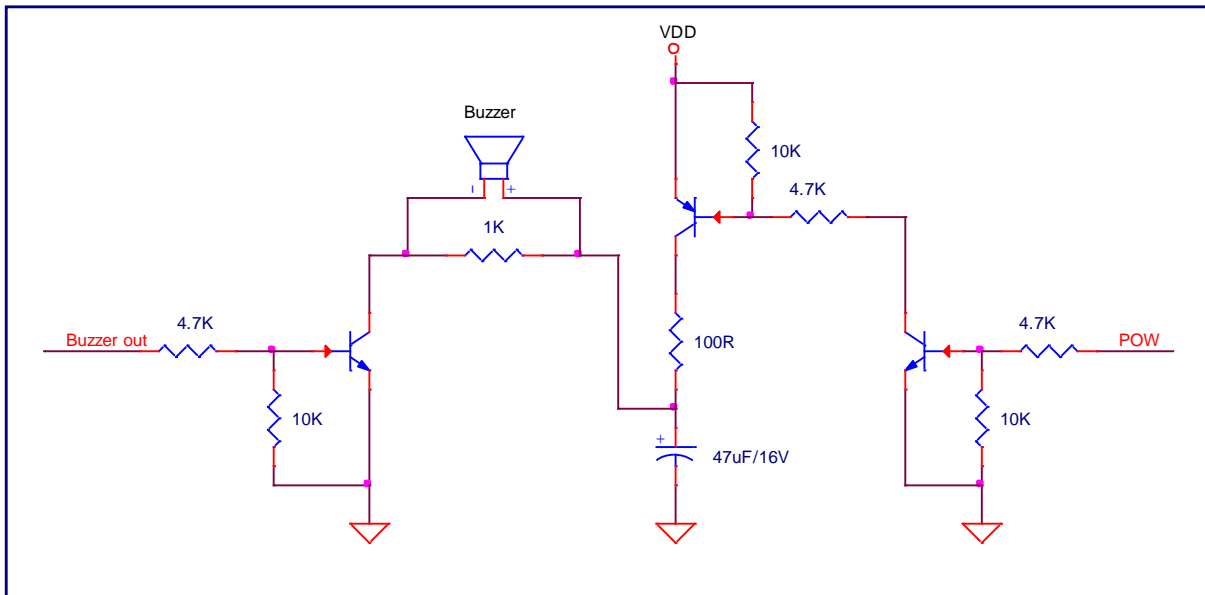 VDD
Buzzer
- +
10K
4.7K
1K
4.7K
Buzzer out
100R
4.7K
POW
10K
+
47uF/16V
10K